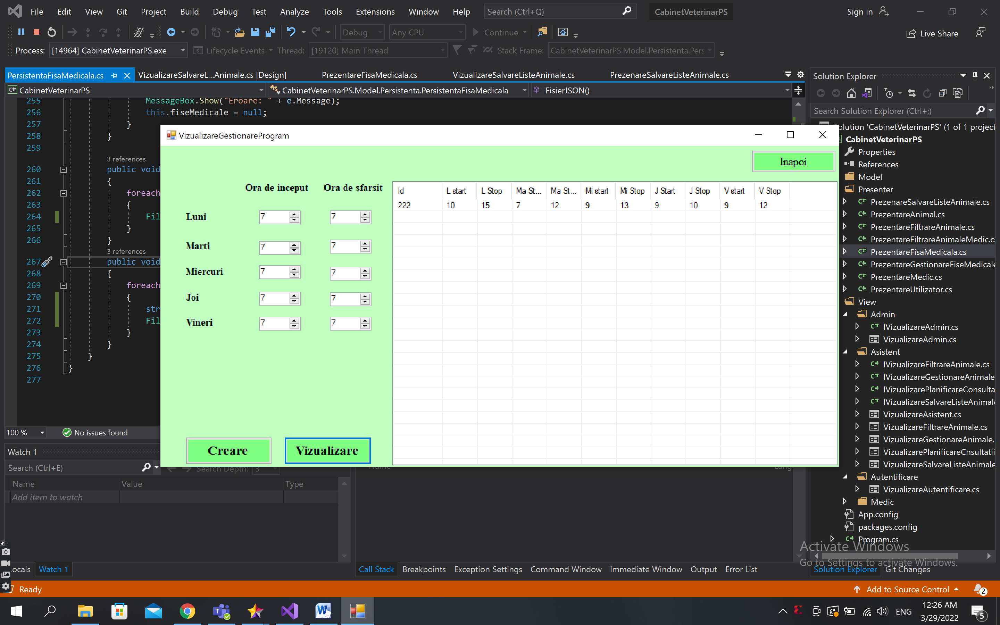 File Edit View Git Project Build Debug Test Analyze Tools Extensions Window Help Search (Ctrl+Q) CabinetVeterinarPS Sign in
Debug Any CPU Continue Live Share
Process: [14964] CabinetVeterinarPS.exe Lifecycle Events Thread: [19120] Main Thread Stack Frame: CabinetVeterinarPS.Model.Persistenta.Pers
PersistentaFisaMedicala.cs VizualizareSalvareL...Animale.cs [Design] PrezentareFisaMedicala.cs VizualizareSalvareListeAnimale.cs PrezenareSalvareListeAnimale.cs
CabinetVeterinarPS CabinetVeterinarPS.Model.Persistenta.PersistentaFisaMedicala FisierJSON()
255 MessageBox.Show("Eroare: " + e.Message);
256 this.fiseMedicale = null;
257 }
258 }
259
3 references
260 public void
261 {
262 foreach
263 {
264 Fil
265 }
266 }
3 references
267 public void
268 {
269 foreach
270 {
271 str
272 Fil
273 }
274 }
275 }
276 }
277
100 % No issues found
VizualizareGestionareProgram
Inapoi
Ora de inceput Ora de sfarsit
Luni 7 7
Marti 7 7
Miercuri 7 7
Joi 7 7
Vineri 7 7
Creare Vizualizare
Id L start L Stop Ma St... Ma St... Mi start Mi Stop J Start J Stop V start V Stop
222 10 15 7 12 9 13 9 10 9 12
Watch 1
Search (Ctrl+E) Search Depth: 3
Name Value Type
Add item to watch
Name Lang
ocals Watch 1
Call Stack Breakpoints Exception Settings Command Window Immediate Window Output Error List
Solution Explorer
Search Solution Explorer (Ctrl+;)
olution 'CabinetVeterinarPS' (1 of 1 project
CabinetVeterinarPS
Properties
References
Model
Presenter
C# PrezenareSalvareListeAnimale.cs
C# PrezentareAnimal.cs
C# PrezentareFiltrareAnimale.cs
C# PrezentareFiltrareAnimaleMedic.cs
C# PrezentareFisaMedicala.cs
C# PrezentareGestionareFiseMedicale
C# PrezentareMedic.cs
C# PrezentareUtilizator.cs
View
Admin
C# IVizualizareAdmin.cs
VizualizareAdmin.cs
Asistent
C# IVizualizareFiltrareAnimale.cs
C# IVizualizareGestionareAnimale
C# IVizualizarePlanificareConsulta
C# IVizualizareSalvareListeAnimale
VizualizareAsistent.cs
VizualizareFiltrareAnimale.cs
VizualizareGestionareAnimale.
VizualizarePlanificareCnsultatii
VizualizareSalvareListeAnimale
Autentificare
VizualizareAutentificare.cs
Medic
App.config
packages.config
C# Program.cs
Activate Windows
Go to Settings to activate Windows.
Solution Explorer Git Changes
Ready Add to Source Control 2
ENG 12:26 AM
3/29/2022 5